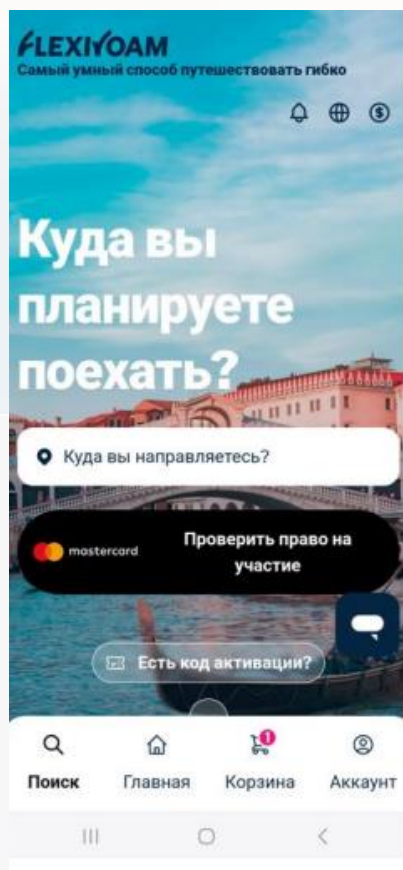 FLEXIROAM
Самый умный способ путешествовать гибко
Куда вы
планируете
поехать?
Куда вы направляетесь?
mastercard
Проверить право на
участие
Есть код активации?
1
Поиск Главная Корзина Аккаунт